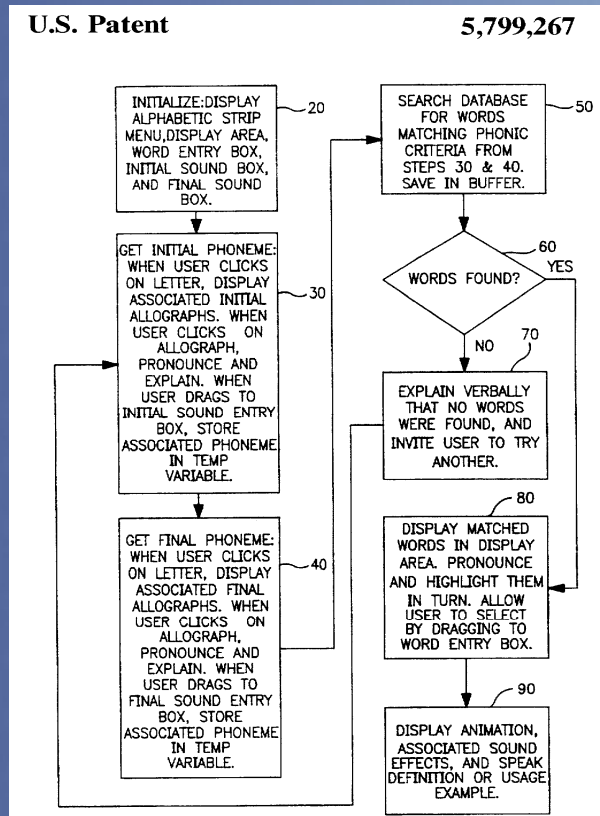 U.S. Patent 5,799,267
INITIALIZE:DISPLAY
ALPHABETIC STRIP
MENU,DISPLAY AREA,
WORD ENTRY BOX,
INITIAL SOUND BOX,
AND FINAL SOUND
BOX.
20
GET INITIAL PHONEME:
WHEN USER CLICKS
ON LETTER, DISPLAY
ASSOCIATED INITIAL
ALLOGRAPHS. WHEN
USER CLICKS ON
ALLOGRAPH,
PRONOUNCE AND
EXPLAIN. WHEN
USER DRAGS TO
INITIAL SOUND ENTRY
BOX, STORE
ASSOCIATED PHONEME
IN TEMP
VARIABLE.
30
GET FINAL PHONEME:
WHEN USER CLICKS
ON LETTER, DISPLAY
ASSOCIATED FINAL
ALLOGRAPHS. WHEN
USER CLICKS ON
ALLOGRAPH,
PRONOUNCE AND
EXPLAIN. WHEN
USER DRAGS TO
FINAL SOUND ENTRY
BOX, STORE
ASSOCIATED PHONEME
IN TEMP
VARIABLE.
40
SEARCH DATABASE
FOR WORDS
MATCHING PHONIC
CRITERIA FROM
STEPS 30 & 40.
SAVE IN BUFFER.
50
60
WORDS FOUND?
YES
NO
70
EXPLAIN VERBALLY
THAT NO WORDS
WERE FOUND, AND
INVITE USER TO TRY
ANOTHER.
80
DISPLAY MATCHED
WORDS IN DISPLAY
AREA. PRONOUNCE
AND HIGHLIGHT THEM
IN TURN. ALLOW
USER TO SELECT
BY DRAGGING TO
WORD ENTRY BOX.
90
DISPLAY ANIMATION,
ASSOCIATED SOUND
EFFECTS, AND SPEAK
DEFINITION OR USAGE
EXAMPLE.